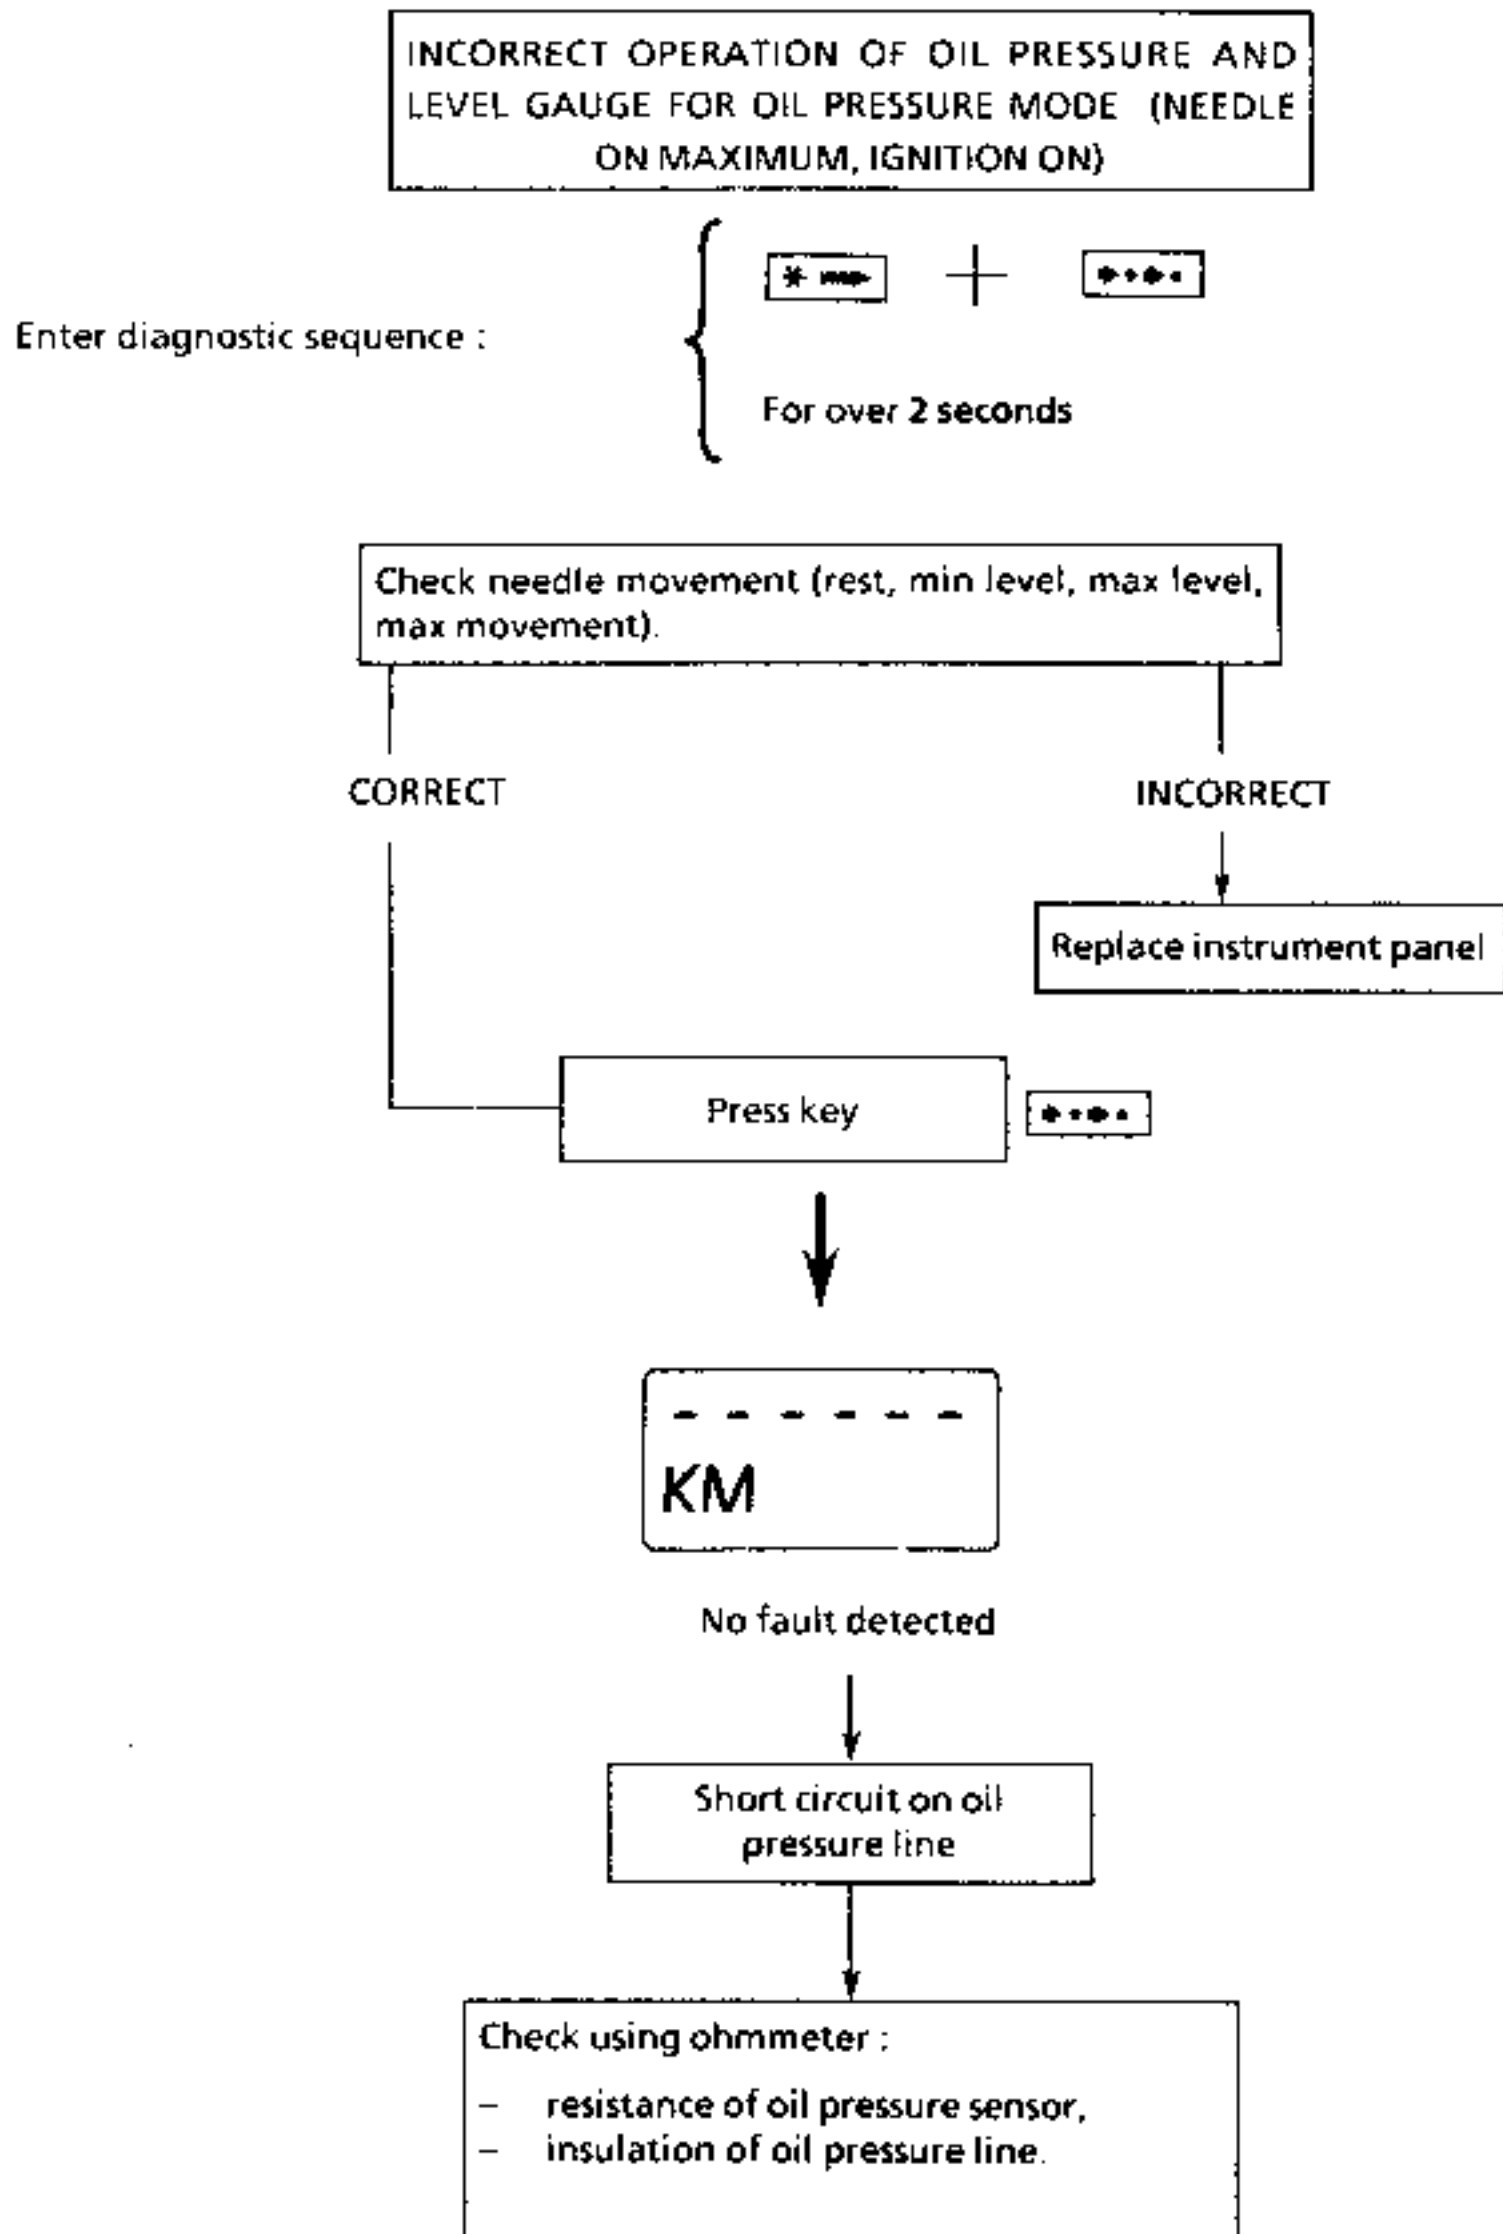 INCORRECT OPERATION OF OIL PRESSURE AND
LEVEL GAUGE FOR OIL PRESSURE MODE (NEEDLE
ON MAXIMUM, IGNITION ON)
Enter diagnostic sequence :
+
For over 2 seconds
Check needle movement (rest, min level, max level,
max movement).
CORRECT
INCORRECT
Replace instrument panel
Press key
- - - - - -
KM
No fault detected
Short circuit on oil
pressure line
Check using ohmmeter :
– resistance of oil pressure sensor,
– insulation of oil pressure line.